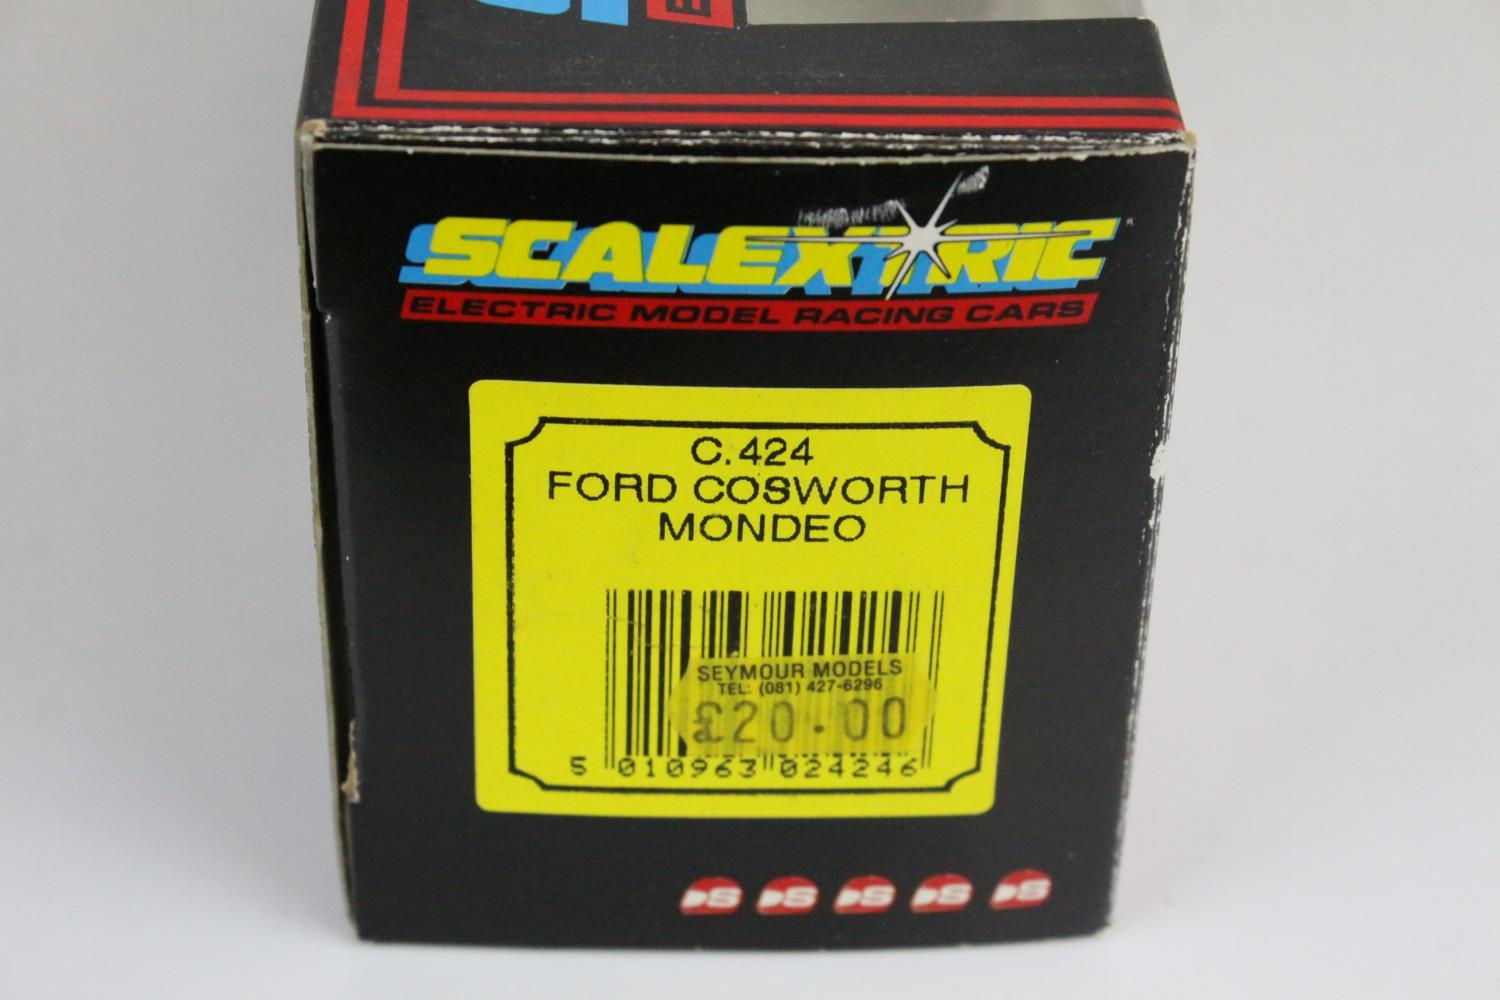 SCALEXTRIC
ELECTRIC MODEL RACING CARS
C.424
FORD COSWORTH
MONDEO
SEYMOUR MODELS
TEL: (081) 427-6296
£20.00
5 010963 024246
S S S S S